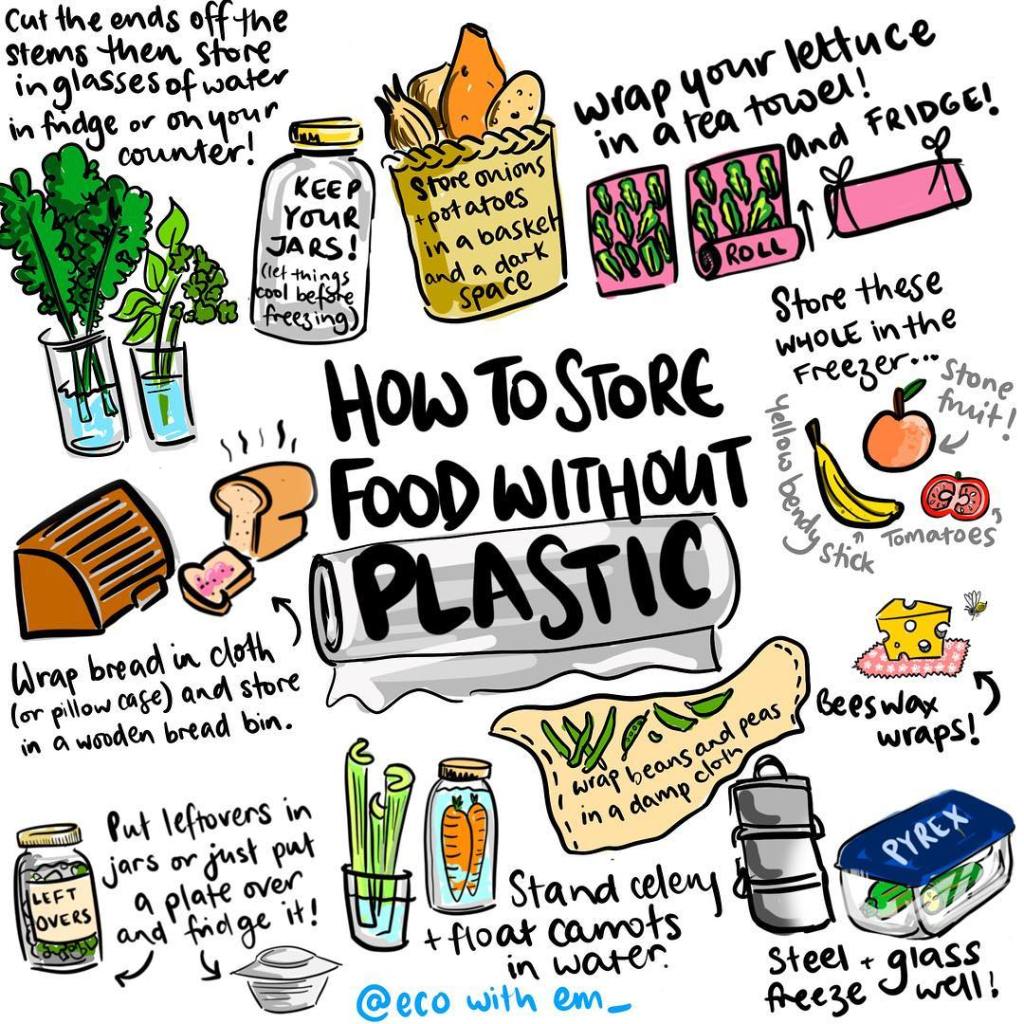 Cut the ends off the
stems then store
in glasses of water
in fridge or on your
counter!
KEEP
YOUR
JARS!
(let things
cool before
freezing)
Store onions
+ potatoes
in a basket
and a dark
space
wrap your lettuce
in a tea towel!
and FRIDGE!
ROLL
Store these
WHOLE in the
Freezer...
Stone
fruit!
Yellow bendy
stick
Tomatoes
HOW TO STORE
FOOD WITHOUT
PLASTIC
Wrap bread in cloth
(or pillow case) and store
in a wooden bread bin.
Beeswax
wraps!
wrap beans and peas
in a damp cloth
Put leftovers in
jars or just put
a plate over
and fridge it!
LEFT
OVERS
Stand celery
+ float carrots
in water.
PYREX
Steel + glass
freeze well!
@eco with em_